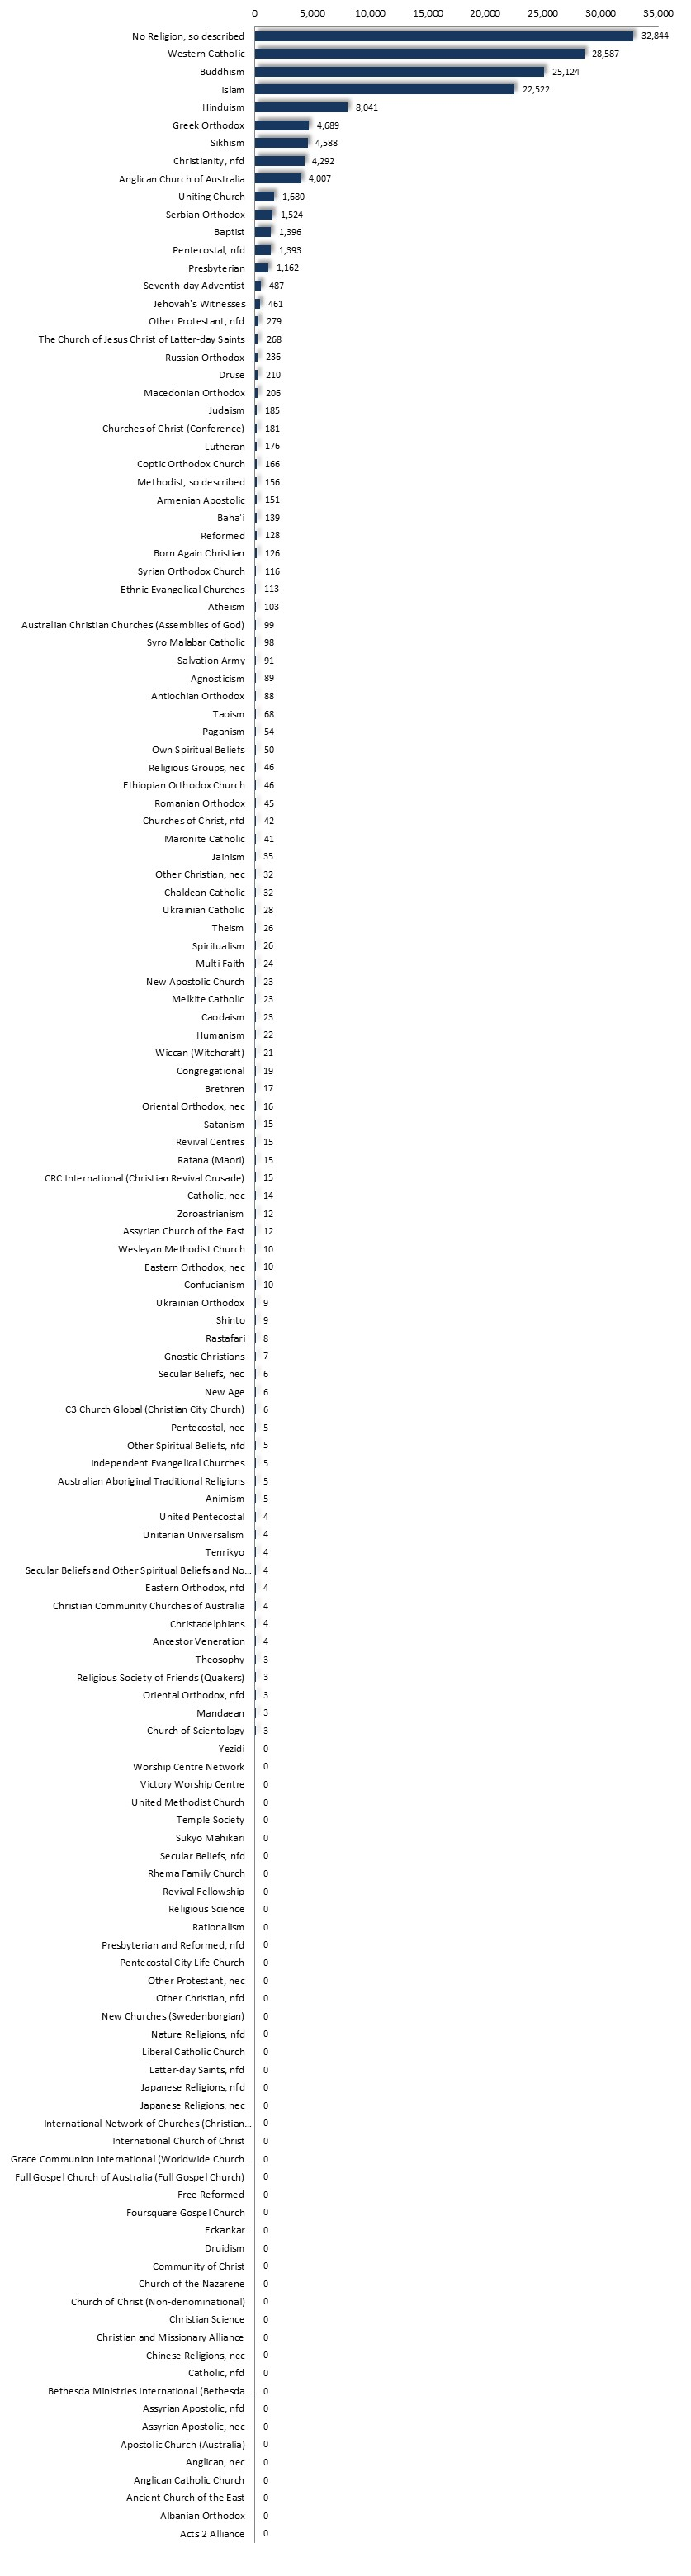 0 5,000 10,000 15,000 20,000 25,000 30,000 35,000
No Religion, so described 32,844
Western Catholic 28,587
Buddhism 25,124
Islam 22,522
Hinduism 8,041
Greek Orthodox 4,689
Sikhism 4,588
Christianity, nfd 4,292
Anglican Church of Australia 4,007
Uniting Church 1,680
Serbian Orthodox 1,524
Baptist 1,396
Pentecostal, nfd 1,393
Presbyterian 1,162
Seventh-day Adventist 487
Jehovah's Witnesses 461
Other Protestant, nfd 279
The Church of Jesus Christ of Latter-day Saints 268
Russian Orthodox 236
Druse 210
Macedonian Orthodox 206
Judaism 185
Churches of Christ (Conference) 181
Lutheran 176
Coptic Orthodox Church 166
Methodist, so described 156
Armenian Apostolic 151
Baha'i 139
Reformed 128
Born Again Christian 126
Syrian Orthodox Church 116
Ethnic Evangelical Churches 113
Atheism 103
Australian Christian Churches (Assemblies of God) 99
Syro Malabar Catholic 98
Salvation Army 91
Agnosticism 89
Antiochian Orthodox 88
Taoism 68
Paganism 54
Own Spiritual Beliefs 50
Religious Groups, nec 46
Ethiopian Orthodox Church 46
Romanian Orthodox 45
Churches of Christ, nfd 42
Maronite Catholic 41
Jainism 35
Other Christian, nec 32
Chaldean Catholic 32
Ukrainian Catholic 28
Theism 26
Spiritualism 26
Multi Faith 24
New Apostolic Church 23
Melkite Catholic 23
Caodaism 23
Humanism 22
Wiccan (Witchcraft) 21
Congregational 19
Brethren 17
Oriental Orthodox, nec 16
Satanism 15
Revival Centres 15
Ratana (Maori) 15
CRC International (Christian Revival Crusade) 15
Catholic, nec 14
Zoroastrianism 12
Assyrian Church of the East 12
Wesleyan Methodist Church 10
Eastern Orthodox, nec 10
Confucianism 10
Ukrainian Orthodox 9
Shinto 9
Rastafari 8
Gnostic Christians 7
Secular Beliefs, nec 6
New Age 6
C3 Church Global (Christian City Church) 6
Pentecostal, nec 5
Other Spiritual Beliefs, nfd 5
Independent Evangelical Churches 5
Australian Aboriginal Traditional Religions 5
Animism 5
United Pentecostal 4
Unitarian Universalism 4
Tenrikyo 4
Secular Beliefs and Other Spiritual Beliefs and No... 4
Eastern Orthodox, nfd 4
Christian Community Churches of Australia 4
Christadelphians 4
Ancestor Veneration 4
Theosophy 3
Religious Society of Friends (Quakers) 3
Oriental Orthodox, nfd 3
Mandaean 3
Church of Scientology 3
Yezidi 0
Worship Centre Network 0
Victory Worship Centre 0
United Methodist Church 0
Temple Society 0
Sukyo Mahikari 0
Secular Beliefs, nfd 0
Rhema Family Church 0
Revival Fellowship 0
Religious Science 0
Rationalism 0
Presbyterian and Reformed, nfd 0
Pentecostal City Life Church 0
Other Protestant, nec 0
Other Christian, nfd 0
New Churches (Swedenborgian) 0
Nature Religions, nfd 0
Liberal Catholic Church 0
Latter-day Saints, nfd 0
Japanese Religions, nfd 0
Japanese Religions, nec 0
International Network of Churches (Christian... 0
International Church of Christ 0
Grace Communion International (Worldwide Church... 0
Full Gospel Church of Australia (Full Gospel Church) 0
Free Reformed 0
Foursquare Gospel Church 0
Eckankar 0
Druidism 0
Community of Christ 0
Church of the Nazarene 0
Church of Christ (Non-denominational) 0
Christian Science 0
Christian and Missionary Alliance 0
Chinese Religions, nec 0
Catholic, nfd 0
Bethesda Ministries International (Bethesda... 0
Assyrian Apostolic, nfd 0
Assyrian Apostolic, nec 0
Apostolic Church (Australia) 0
Anglican, nec 0
Anglican Catholic Church 0
Ancient Church of the East 0
Albanian Orthodox 0
Acts 2 Alliance 0